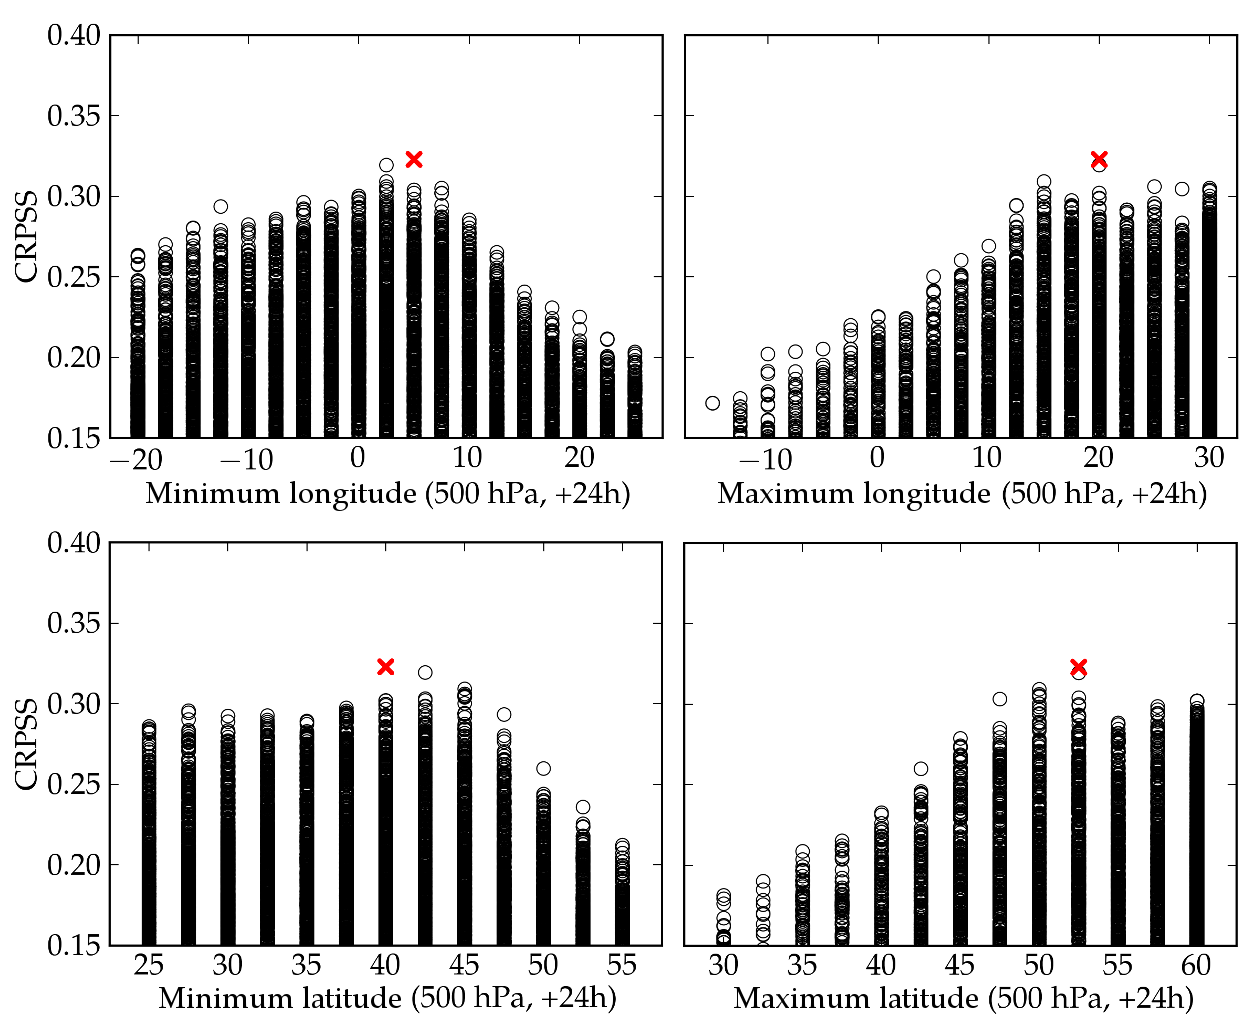 0.40
0.35
0.30
0.25
0.20
0.15
CRPSS
−20 −10 0 10 20
Minimum longitude (500 hPa, +24h)
−10 0 10 20 30
Maximum longitude (500 hPa, +24h)
0.40
0.35
0.30
0.25
0.20
0.15
CRPSS
25 30 35 40 45 50 55
Minimum latitude (500 hPa, +24h)
30 35 40 45 50 55 60
Maximum latitude (500 hPa, +24h)